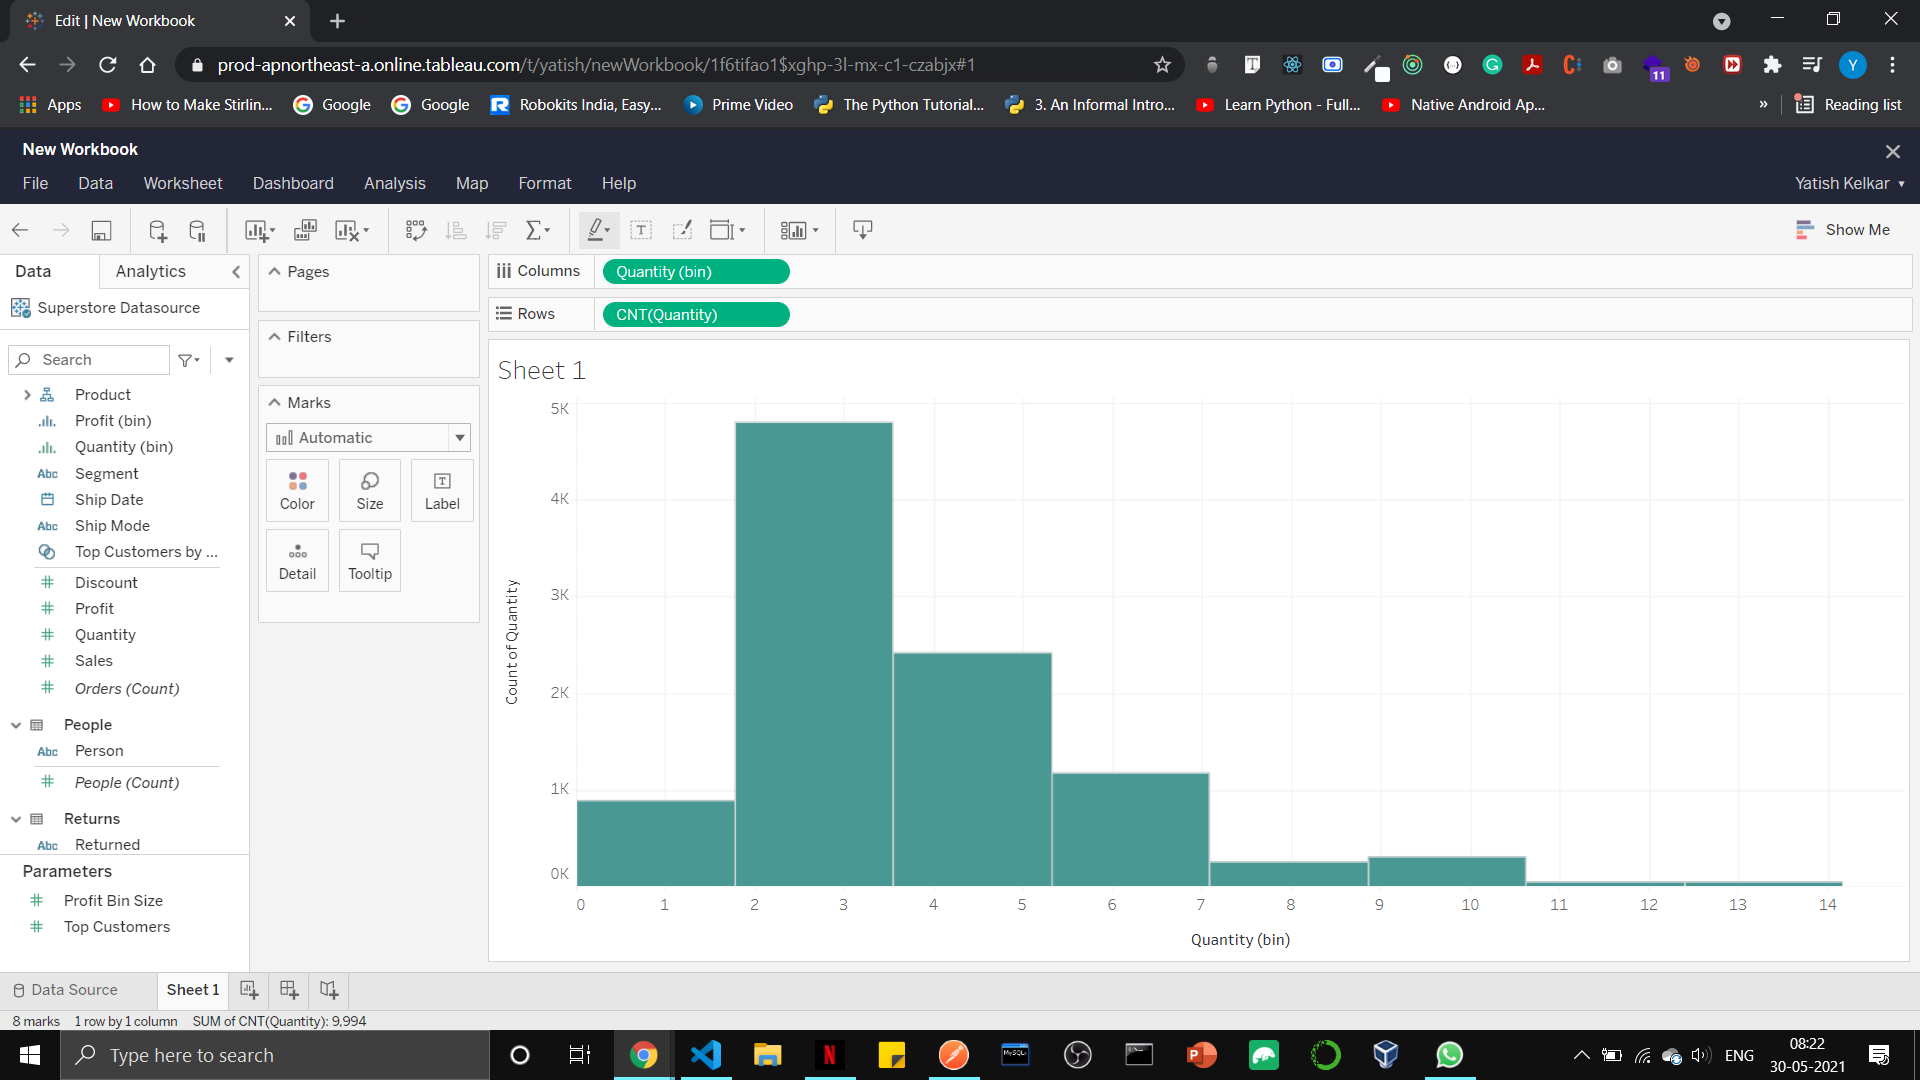 Edit | New Workbook
prod-apnortheast-a.online.tableau.com/t/yatish/newWorkbook/1f6tifao1$xghp-3l-mx-c1-czabjx#1
11
Y
Apps
How to Make Stirlin...
Google
Google
Robokits India, Easy...
Prime Video
The Python Tutorial...
3. An Informal Intro...
Learn Python - Full...
Native Android Ap...
»
Reading list
New Workbook
File Data Worksheet Dashboard Analysis Map Format Help
Yatish Kelkar
Show Me
Data
Analytics
Superstore Datasource
Search
Product
Profit (bin)
Quantity (bin)
Abc Segment
Ship Date
Abc Ship Mode
Top Customers by ...
# Discount
# Profit
# Quantity
# Sales
# Orders (Count)
People
Abc Person
# People (Count)
Returns
Abc Returned
Parameters
# Profit Bin Size
# Top Customers
Pages
Filters
Marks
Automatic
Color
Size
Label
Detail
Tooltip
Columns
Quantity (bin)
Rows
CNT(Quantity)
Sheet 1
5K
4K
3K
2K
1K
0K
Count of Quantity
0 1 2 3 4 5 6 7 8 9 10 11 12 13 14
Quantity (bin)
Data Source
Sheet 1
8 marks 1 row by 1 column SUM of CNT(Quantity): 9,994
Type here to search
ENG
08:22
30-05-2021